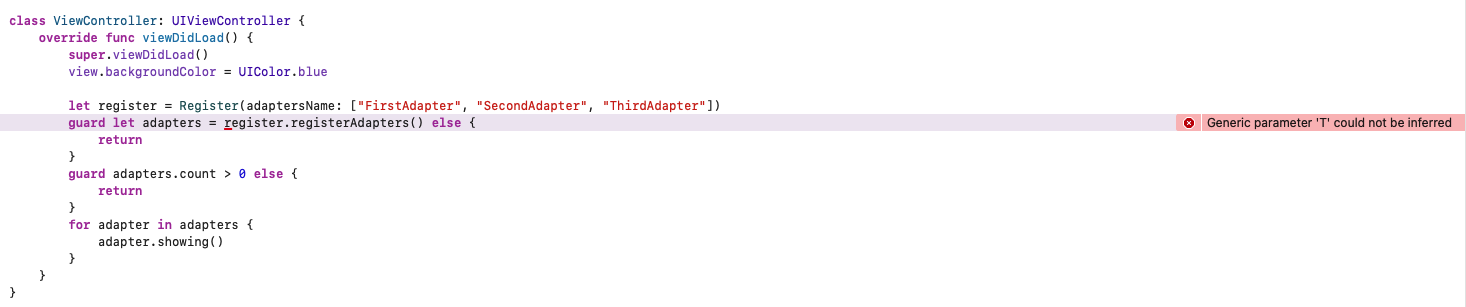 class ViewController: UIViewController {
    override func viewDidLoad() {
        super.viewDidLoad()
        view.backgroundColor = UIColor.blue

        let register = Register(adaptersName: ["FirstAdapter", "SecondAdapter", "ThirdAdapter"])
        guard let adapters = register.registerAdapters() else {
Generic parameter 'T' could not be inferred
            return
        }
        guard adapters.count > 0 else {
            return
        }
        for adapter in adapters {
            adapter.showing()
        }
    }
}